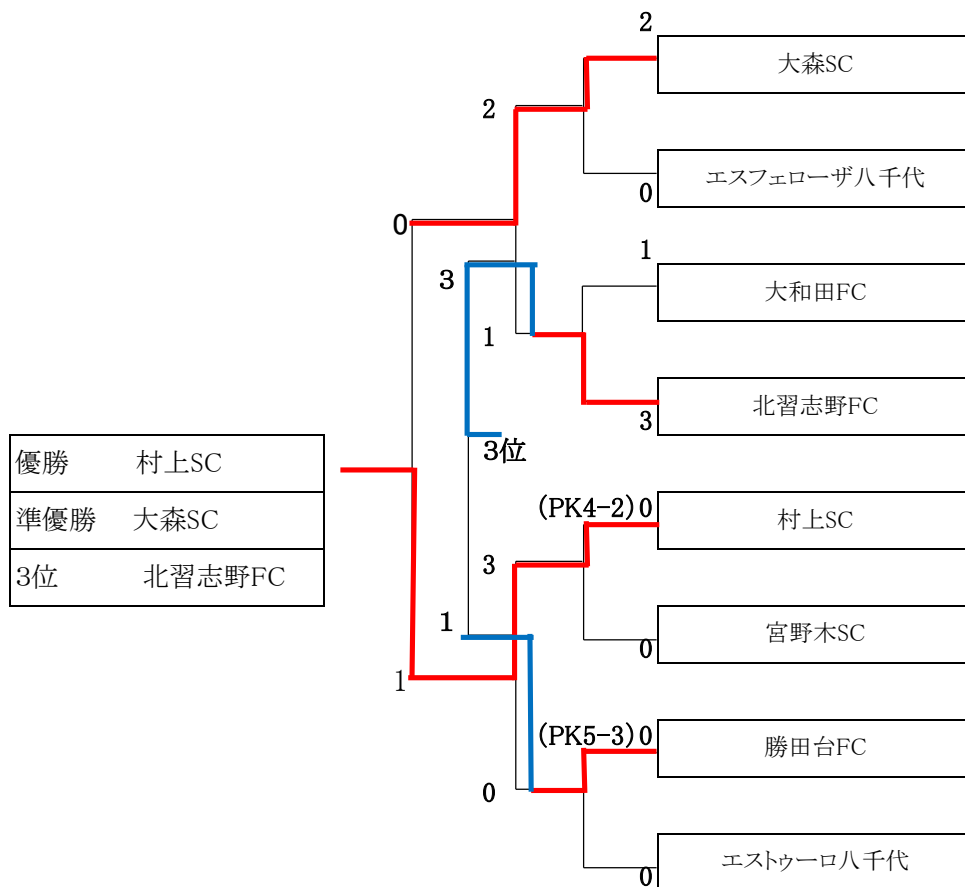 2
大森SC
2
エスフェローザ八千代
0
0
1
大和田FC
3
1
北習志野FC
3
3位
優勝 村上SC
準優勝 大森SC
3位 北習志野FC
(PK4-2)0
村上SC
3
宮野木SC
1
0
1
(PK5-3)0
勝田台FC
0
エストゥーロ八千代
0